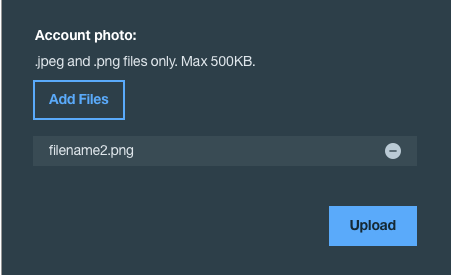 Account photo:
.jpeg and .png files only. Max 500KB.
Add Files
filename2.png
Upload